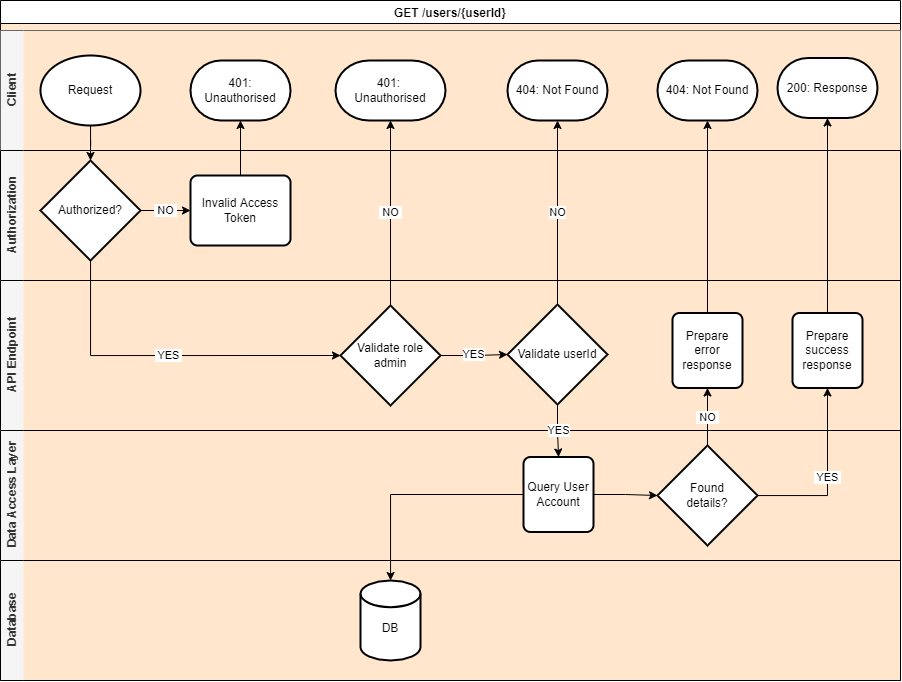 GET /users/{userId}
Client
Request
401:
Unauthorised
401:
Unauthorised
404: Not Found
404: Not Found
200: Response
Authorization
Authorized?
NO
Invalid Access
Token
NO
NO
API Endpoint
YES
Validate role
admin
YES
Validate userId
Prepare
error
response
Prepare
success
response
NO
YES
Data Access Layer
Query User
Account
Found
details?
YES
Database
DB